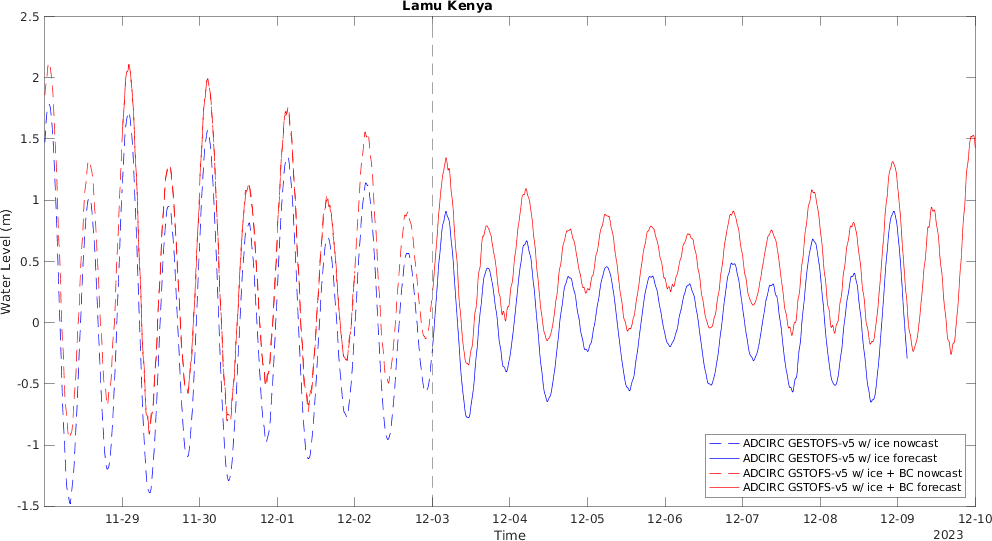 Lamu Kenya
Water Level (m)
2.5
2
1.5
1
0.5
0
-0.5
-1
-1.5
ADCIRC GESTOFS-v5 w/ ice nowcast
ADCIRC GESTOFS-v5 w/ ice forecast
ADCIRC GSTOFS-v5 w/ ice + BC nowcast
ADCIRC GSTOFS-v5 w/ ice + BC forecast
11-29 11-30 12-01 12-02 12-03 12-04 12-05 12-06 12-07 12-08 12-09 12-10
Time
2023